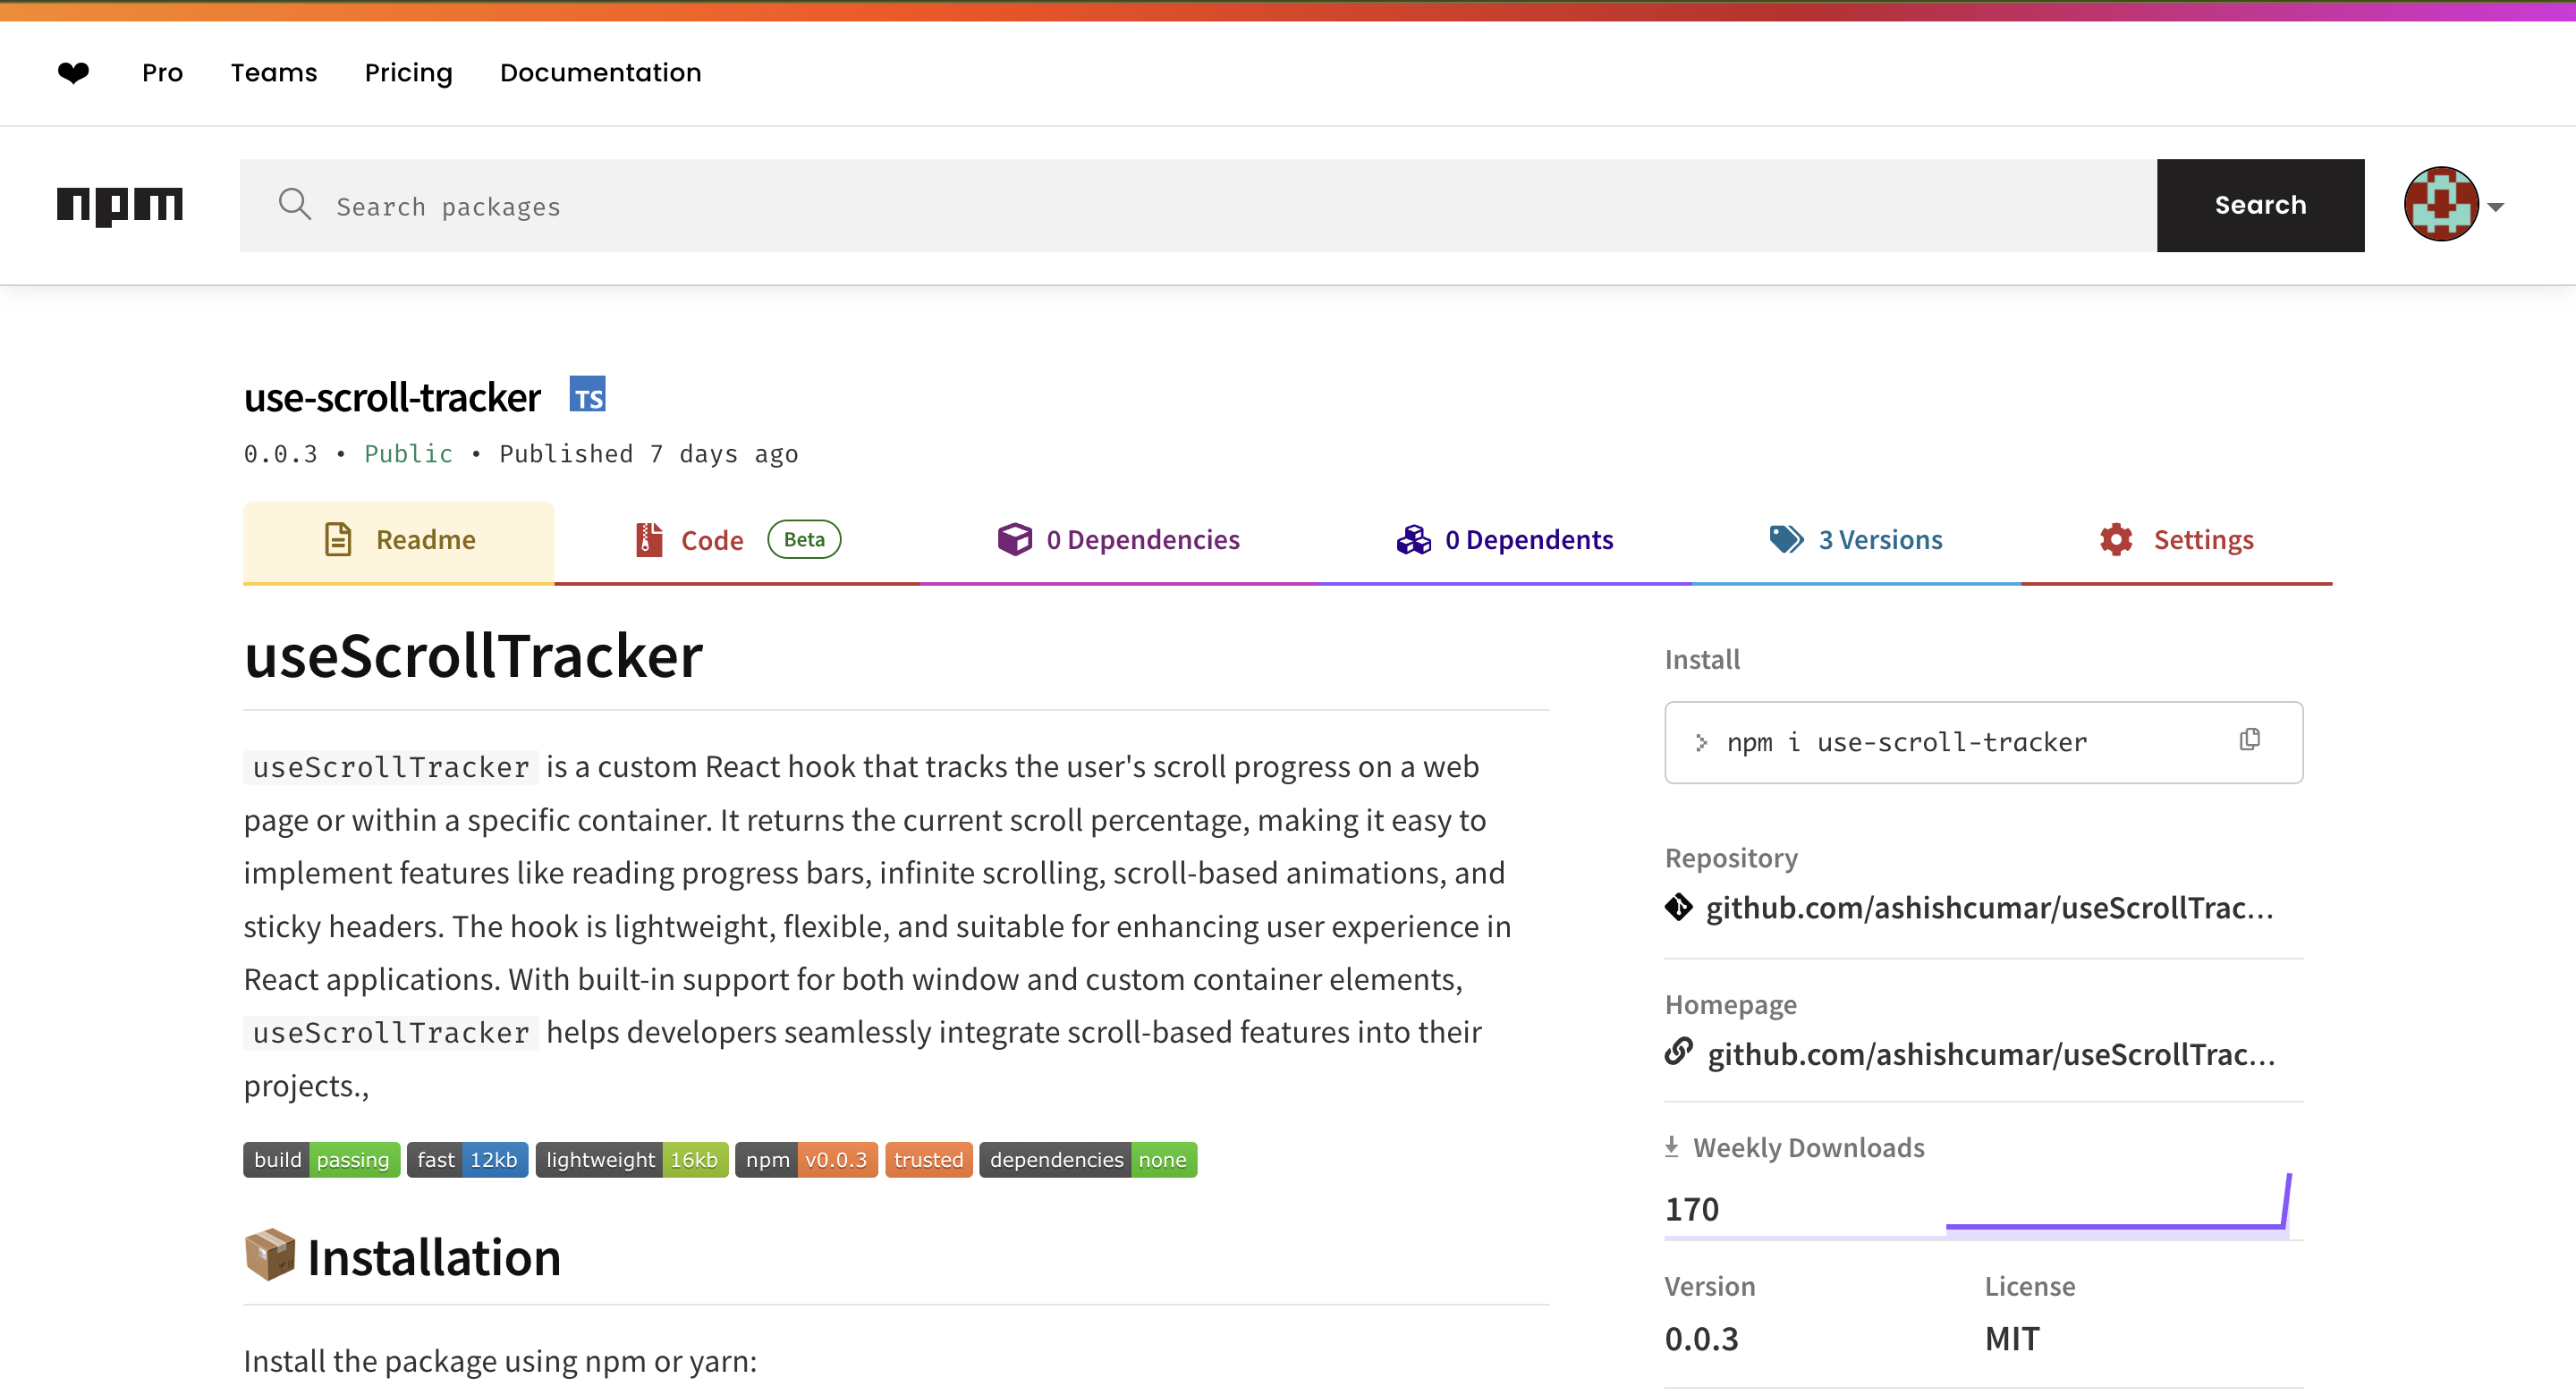 Pro Teams Pricing Documentation
npm Search packages Search
use-scroll-tracker TS
0.0.3 • Public • Published 7 days ago
Readme Code Beta 0 Dependencies 0 Dependents 3 Versions Settings
useScrollTracker
useScrollTracker is a custom React hook that tracks the user's scroll progress on a web
page or within a specific container. It returns the current scroll percentage, making it easy to
implement features like reading progress bars, infinite scrolling, scroll-based animations, and
sticky headers. The hook is lightweight, flexible, and suitable for enhancing user experience in
React applications. With built-in support for both window and custom container elements,
useScrollTracker helps developers seamlessly integrate scroll-based features into their
projects.,
build passing fast 12kb lightweight 16kb npm v0.0.3 trusted dependencies none
Installation
Install the package using npm or yarn:
Install
> npm i use-scroll-tracker
Repository
github.com/ashishcumar/useScrollTrac...
Homepage
github.com/ashishcumar/useScrollTrac...
Weekly Downloads
170
Version License
0.0.3 MIT